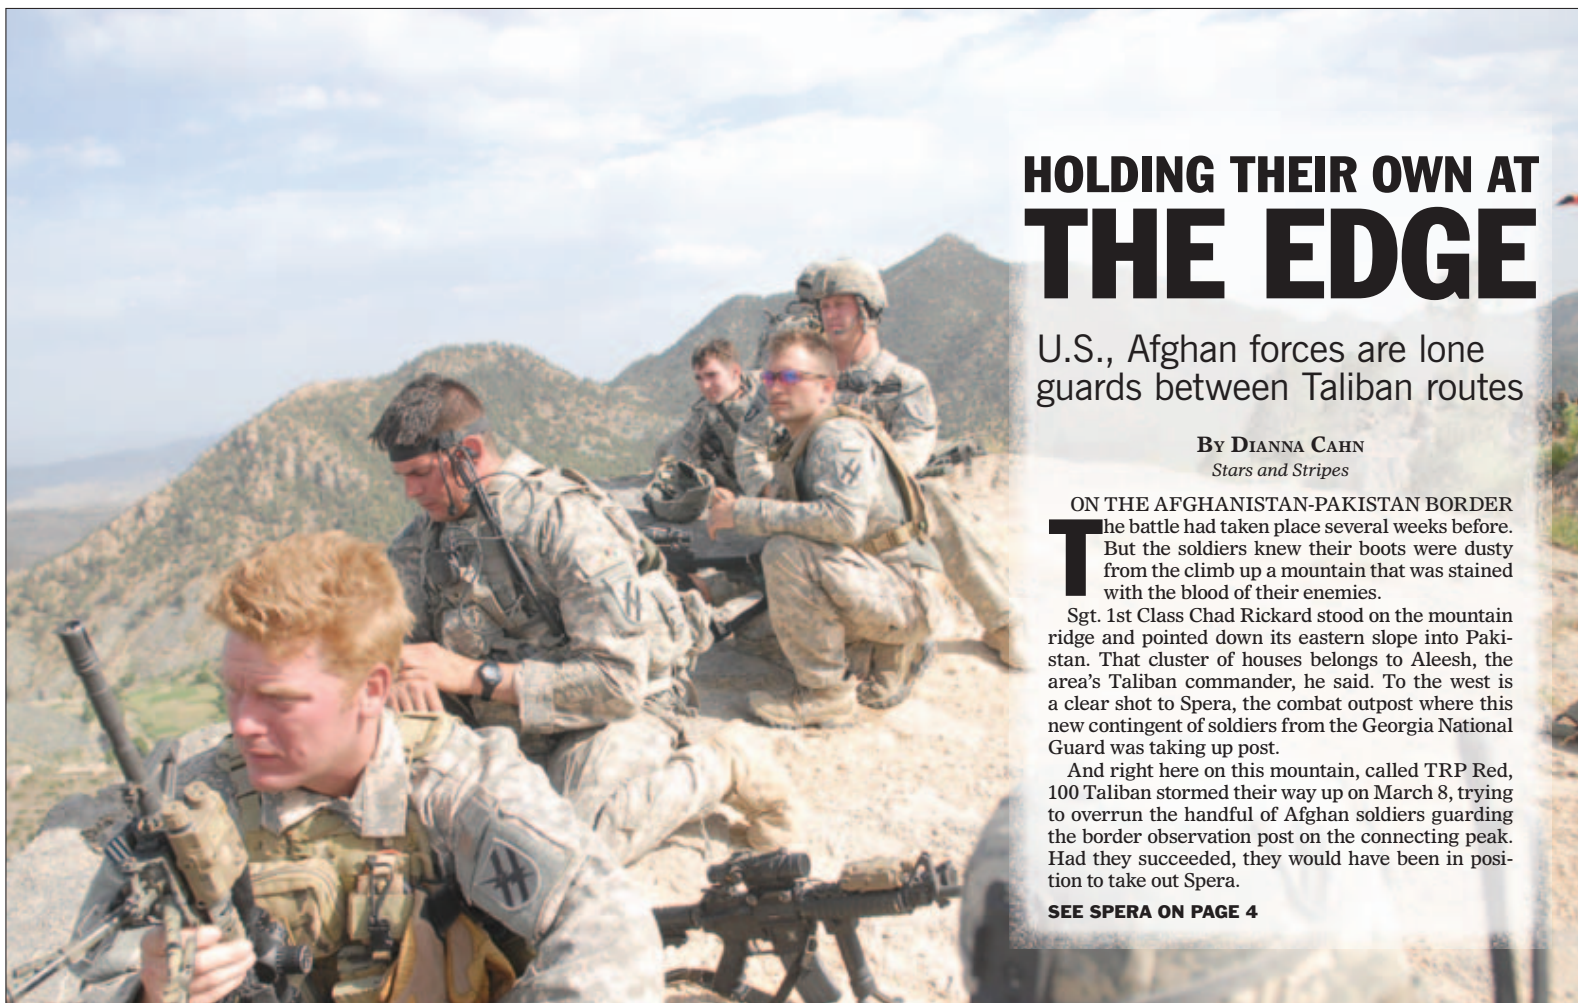 HOLDING THEIR OWN AT
THE EDGE
U.S., Afghan forces are lone
guards between Taliban routes
BY DIANNA CAHN
Stars and Stripes
ON THE AFGHANISTAN-PAKISTAN BORDER
The battle had taken place several weeks before.
But the soldiers knew their boots were dusty
from the climb up a mountain that was stained
with the blood of their enemies.
Sgt. 1st Class Chad Rickard stood on the mountain
ridge and pointed down its eastern slope into Paki-
stan. That cluster of houses belongs to Aleesh, the
area's Taliban commander, he said. To the west is
a clear shot to Spera, the combat outpost where this
new contingent of soldiers from the Georgia National
Guard was taking up post.
And right here on this mountain, called TRP Red,
100 Taliban stormed their way up on March 8, trying
to overrun the handful of Afghan soldiers guarding
the border observation post on the connecting peak.
Had they succeeded, they would have been in posi-
tion to take out Spera.
SEE SPERA ON PAGE 4